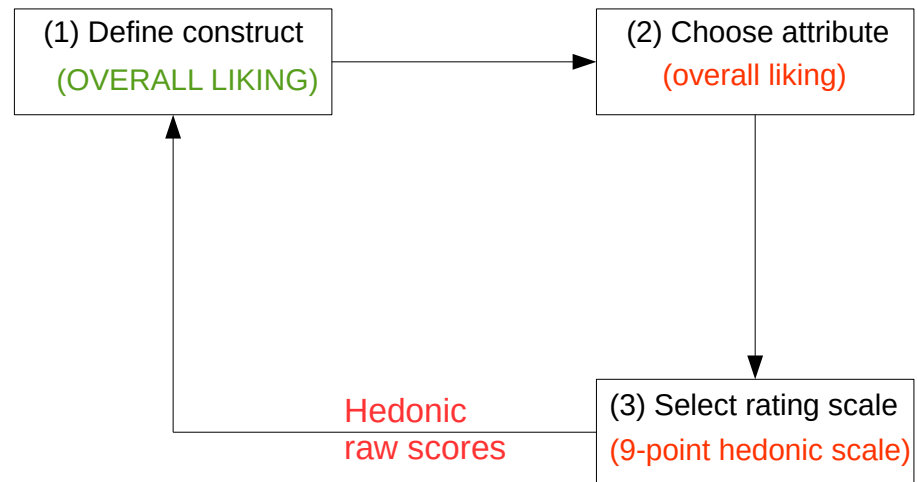 (1) Define construct
(OVERALL LIKING)
(2) Choose attribute
(overall liking)
(3) Select rating scale
(9-point hedonic scale)
Hedonic
raw scores